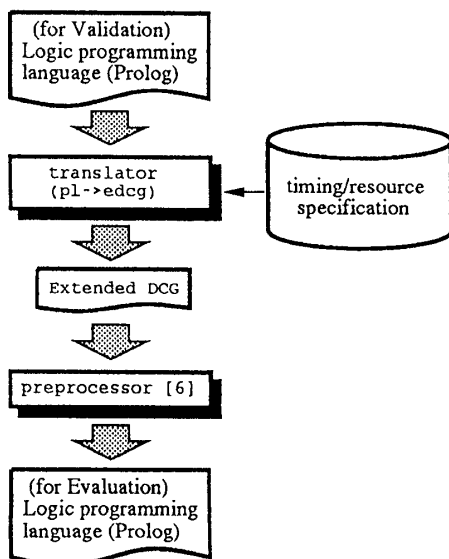 (for Validation)
Logic programming
language (Prolog)
translator
(pl->edcg)
timing/resource
specification
Extended DCG
preprocessor [6]
(for Evaluation)
Logic programming
language (Prolog)